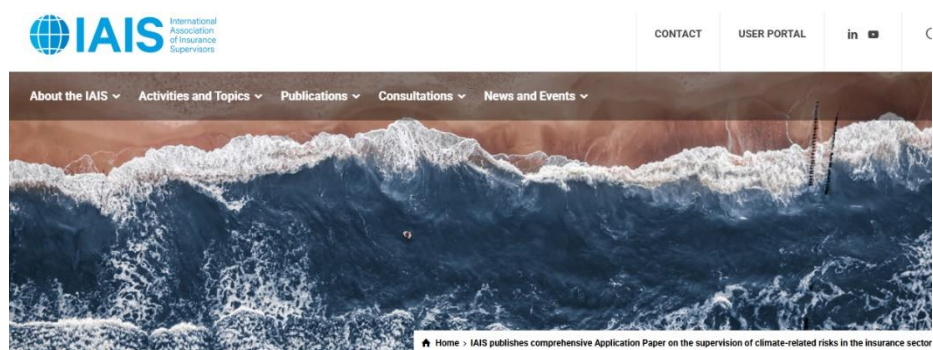 IAIS
International
Association
of Insurance
Supervisors
CONTACT
USER PORTAL
in
About the IAIS
Activities and Topics
Publications
Consultations
News and Events
Home > IAIS publishes comprehensive Application Paper on the supervision of climate-related risks in the insurance sector